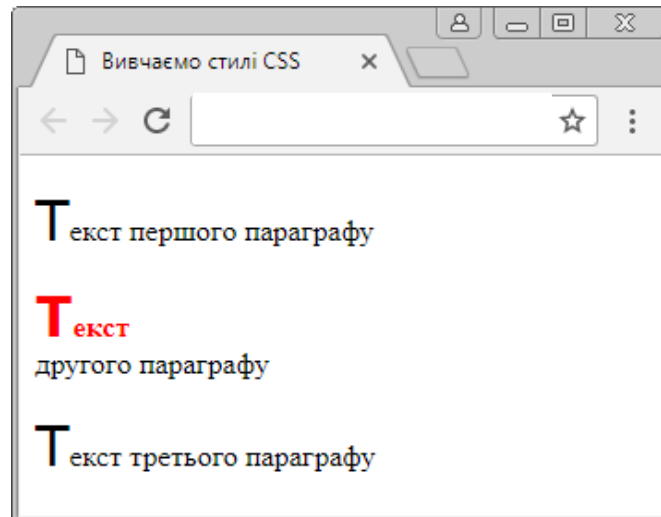 Вивчаємо стилі CSS
Текст першого параграфу
Текст
другого параграфу
Текст третього параграфу